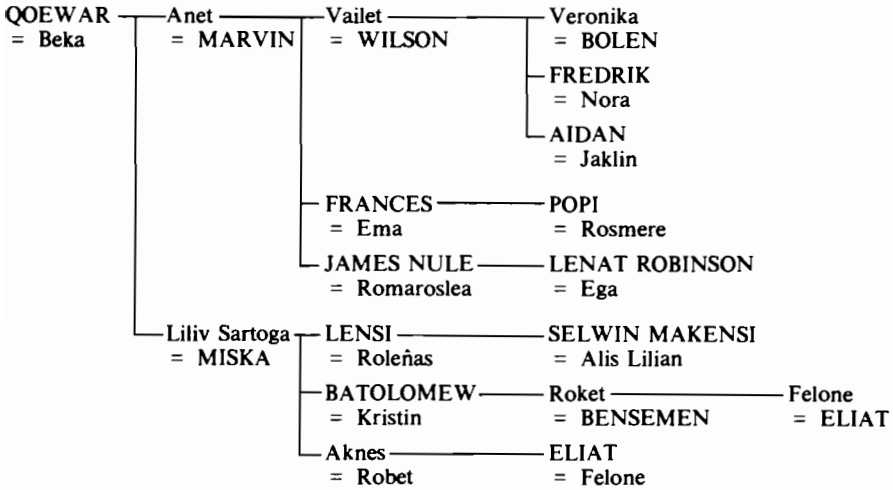 QOEWAR Anet Vailet Veronika
= Beka = MARVIN = WILSON = BOLEN
FREDRIK
= Nora
AIDAN
= Jaklin
FRANCES POPI
= Ema = Rosmere
JAMES NULE LENAT ROBINSON
= Romaroslea = Ega
Liliv Sartoga LENSI SELWIN MAKENSI
= MISKA = Roleñas = Alis Lilian
BATOLOMEW Roket Felone
= Kristin = BENSEMEN = ELIAT
Aknes ELIAT
= Robet = Felone